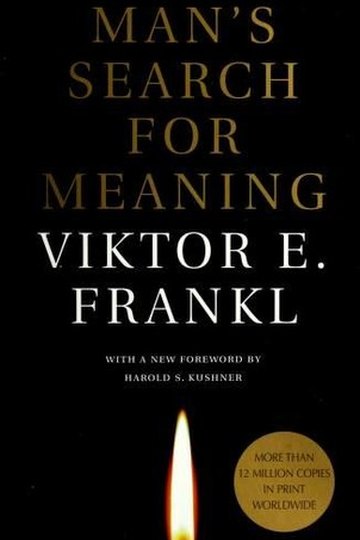 MAN'S
SEARCH
FOR
MEANING
VIKTOR E.
FRANKL
WITH A NEW FOREWORD BY
HAROLD S. KUSHNER
MORE THAN
12 MILLION COPIES
IN PRINT
WORLDWIDE